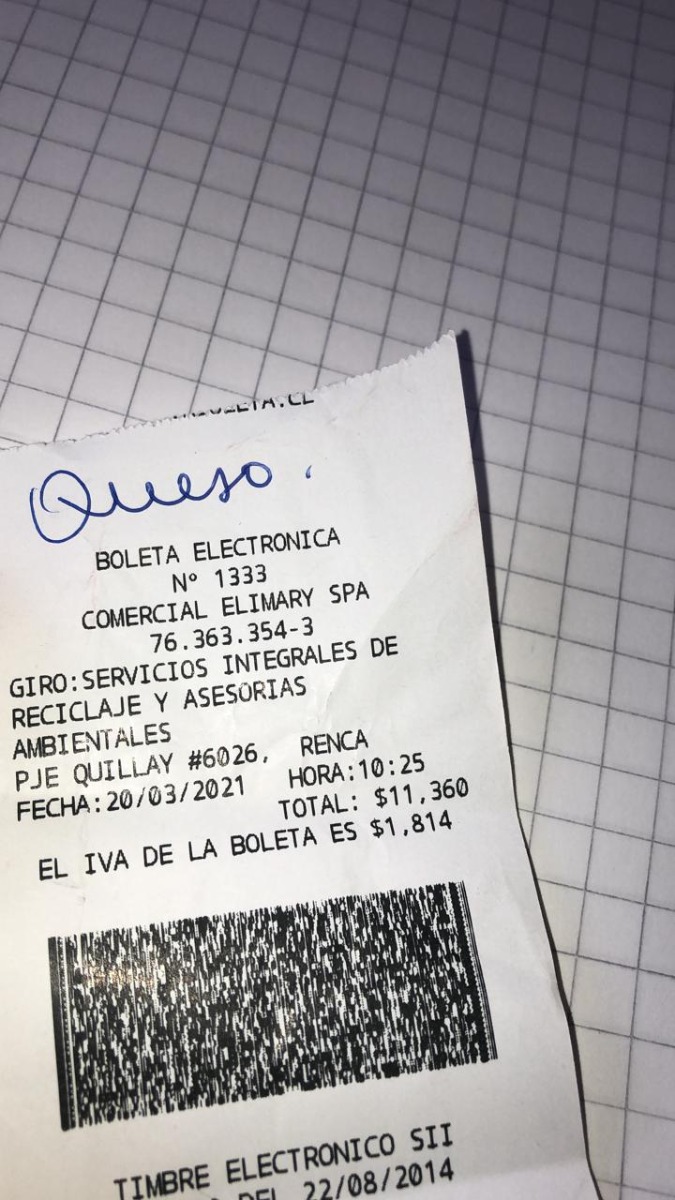 Queso.
BOLETA ELECTRONICA
Nº 1333
COMERCIAL ELIMARY SPA
76.363.354-3
GIRO:SERVICIOS INTEGRALES DE
RECICLAJE Y ASESORIAS
AMBIENTALES
PJE QUILLAY #6026, RENCA
FECHA:20/03/2021 HORA:10:25
TOTAL: $11,360
EL IVA DE LA BOLETA ES $1,814
TIMBRE ELECTRONICO SII
DEL 22/08/2014